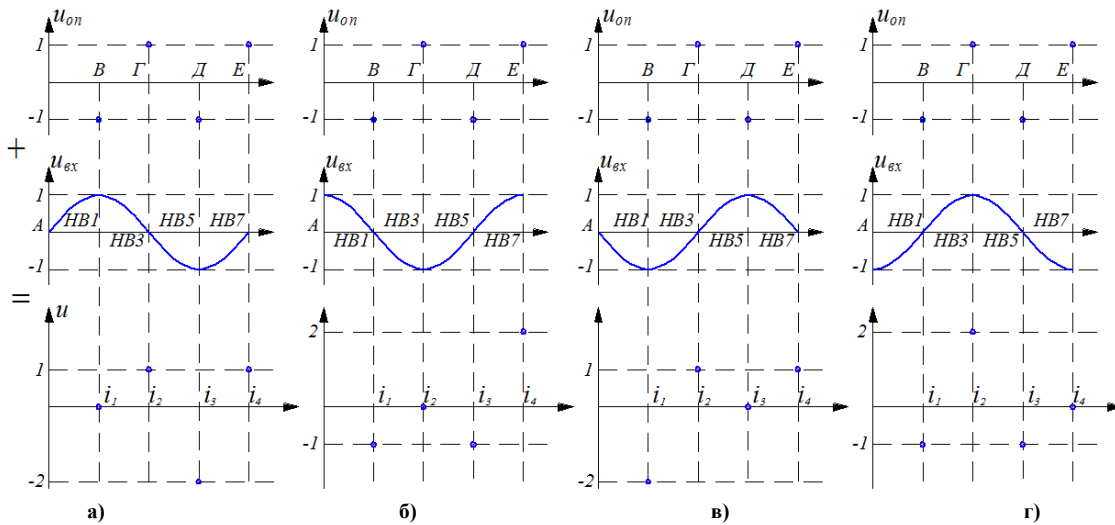 u_оп u_оп u_оп u_оп
1 1 1 1
В Г Д Е В Г Д Е В Г Д Е В Г Д Е
-1 -1 -1 -1
+
u_вх u_вх u_вх u_вх
1 1 1 1
А НВ1 НВ3 НВ5 НВ7 А НВ1 НВ3 НВ5 НВ7 А НВ1 НВ3 НВ5 НВ7 А НВ1 НВ3 НВ5 НВ7
-1 -1 -1 -1
=
u
2 2
1 1
i₁ i₂ i₃ i₄ i₁ i₂ i₃ i₄ i₁ i₂ i₃ i₄ i₁ i₂ i₃ i₄
-1 -1
-2 -2
а) б) в) г)